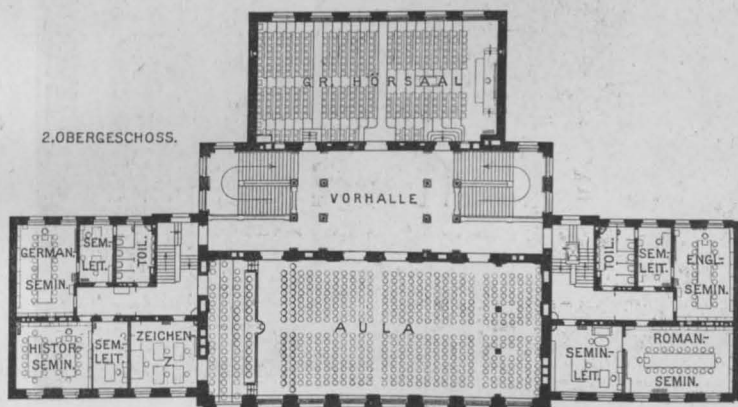 GR. HÖRSAAL
2.OBERGESCHOSS.
VORHALLE
GERMAN.-
SEMIN.
SEM.-
LEIT.
TOIL.
TOIL.
SEM.-
LEIT.
ENGL.-
SEMIN.
AULA
HISTOR.
SEMIN.
SEM.-
LEIT.
ZEICHEN-
SEMIN.-
LEIT.
ROMAN.-
SEMIN.